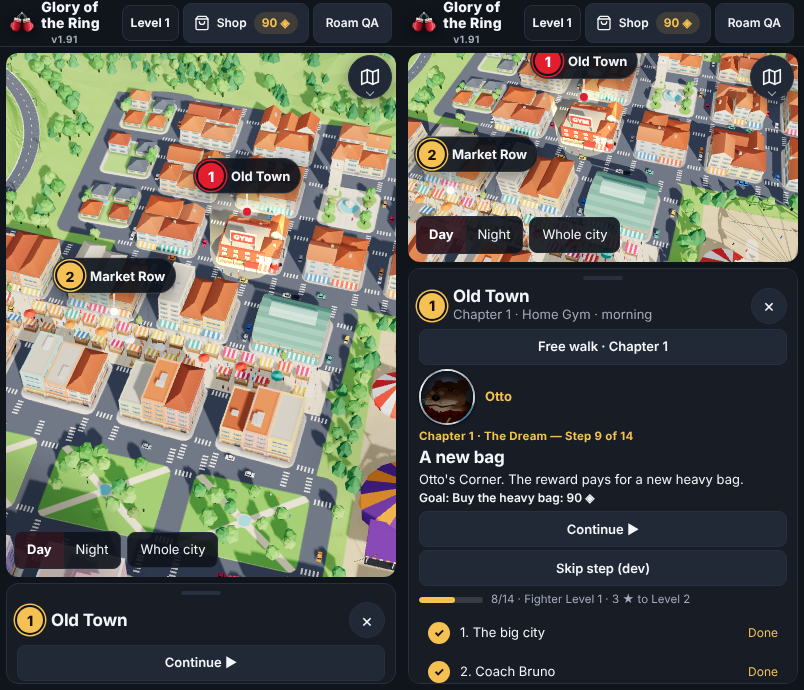 Glory of
the Ring
v1.91
Level 1
Shop
90 ◈
Roam QA
1 Old Town
GYM
2 Market Row
Day
Night
Whole city
1 Old Town
×
Continue ▶
Glory of
the Ring
v1.91
Level 1
Shop
90 ◈
Roam QA
1 Old Town
GYM
2 Market Row
Day
Night
Whole city
1 Old Town
Chapter 1 · Home Gym · morning
×
Free walk · Chapter 1
Otto
Chapter 1 · The Dream — Step 9 of 14
A new bag
Otto's Corner. The reward pays for a new heavy bag.
Goal: Buy the heavy bag: 90 ◈
Continue ▶
Skip step (dev)
8/14 · Fighter Level 1 · 3 ★ to Level 2
1. The big city
Done
2. Coach Bruno
Done